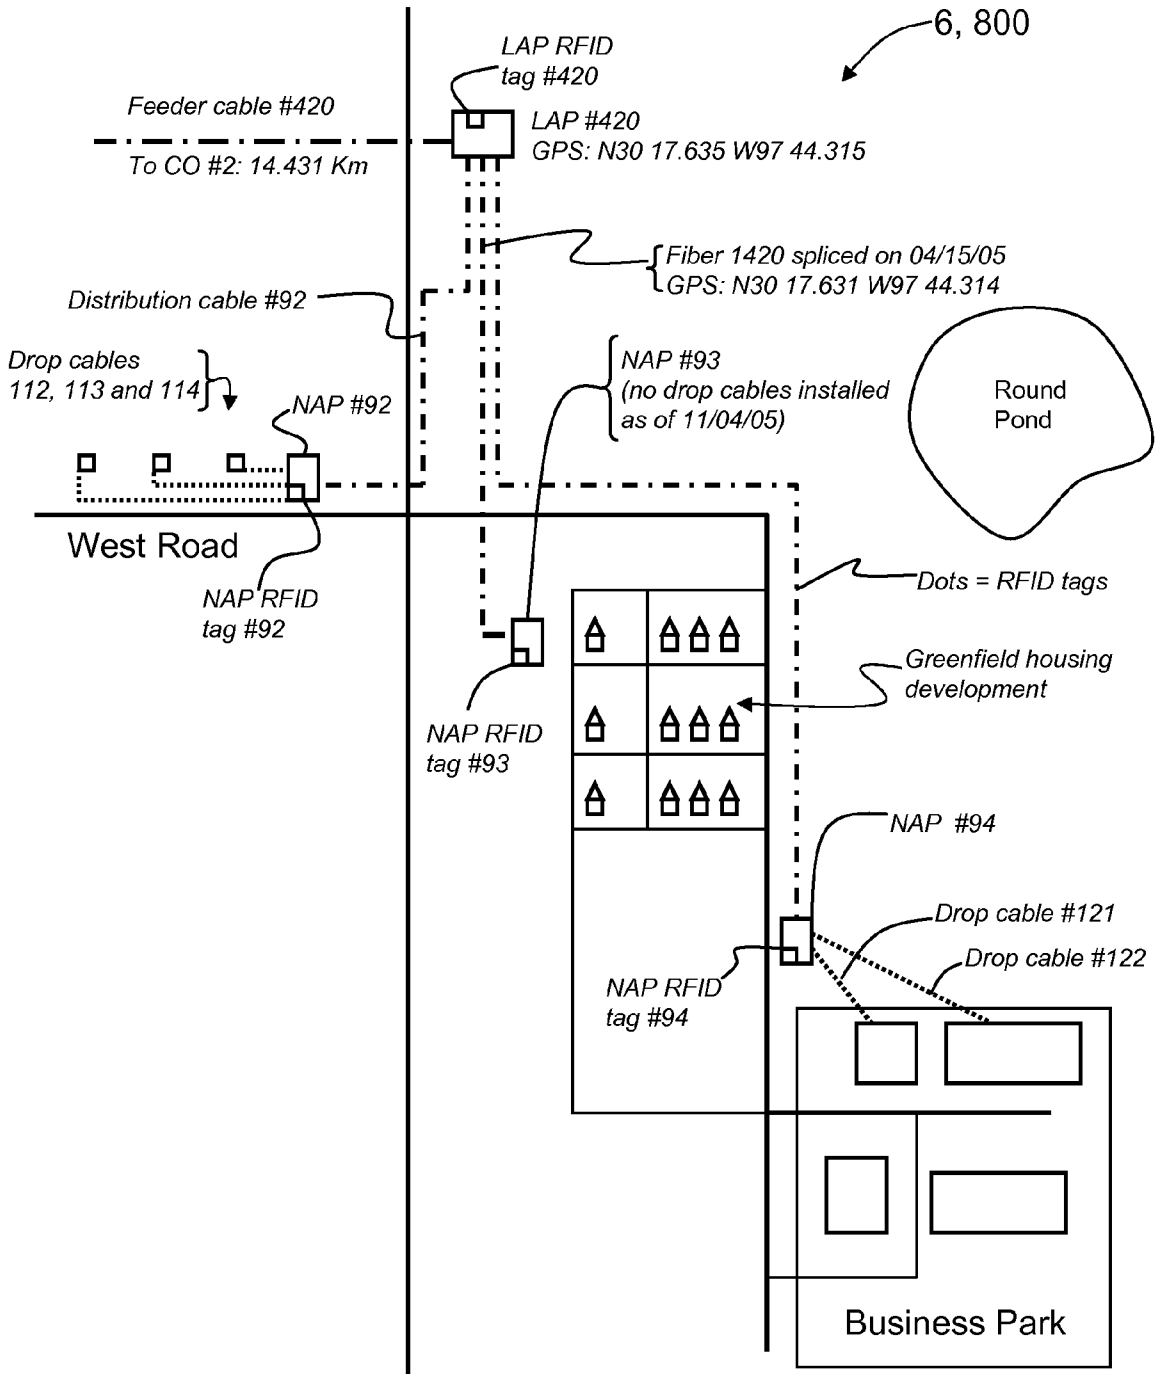 6, 800
LAP RFID
tag #420
Feeder cable #420
LAP #420
GPS: N30 17.635 W97 44.315
To CO #2: 14.431 Km
Fiber 1420 spliced on 04/15/05
GPS: N30 17.631 W97 44.314
Distribution cable #92
Drop cables
112, 113 and 114
NAP #92
NAP #93
(no drop cables installed
as of 11/04/05)
Round
Pond
West Road
NAP RFID
tag #92
Dots = RFID tags
Greenfield housing
development
NAP RFID
tag #93
NAP #94
Drop cable #121
Drop cable #122
NAP RFID
tag #94
Business Park